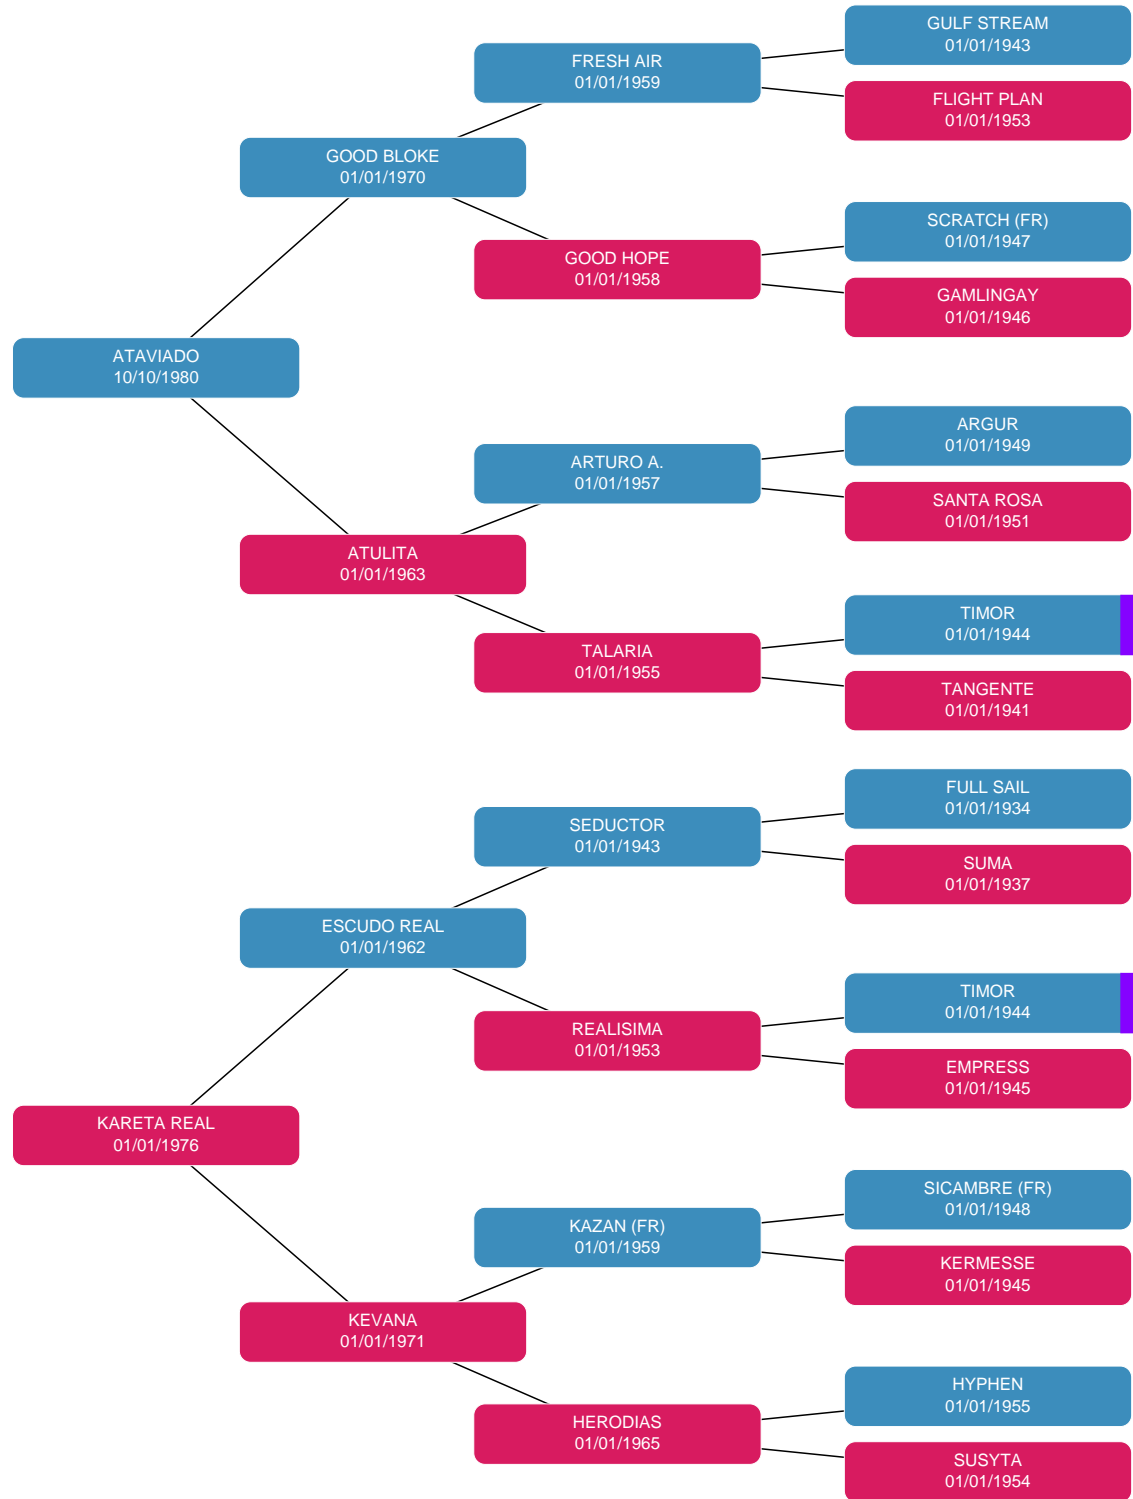 GULF STREAM
01/01/1943
FRESH AIR
01/01/1959
FLIGHT PLAN
01/01/1953
GOOD BLOKE
01/01/1970
SCRATCH (FR)
01/01/1947
GOOD HOPE
01/01/1958
GAMLINGAY
01/01/1946
ATAVIADO
10/10/1980
ARGUR
01/01/1949
ARTURO A.
01/01/1957
SANTA ROSA
01/01/1951
ATULITA
01/01/1963
TIMOR
01/01/1944
TALARIA
01/01/1955
TANGENTE
01/01/1941
FULL SAIL
01/01/1934
SEDUCTOR
01/01/1943
SUMA
01/01/1937
ESCUDO REAL
01/01/1962
TIMOR
01/01/1944
REALISIMA
01/01/1953
EMPRESS
01/01/1945
KARETA REAL
01/01/1976
SICAMBRE (FR)
01/01/1948
KAZAN (FR)
01/01/1959
KERMESSE
01/01/1945
KEVANA
01/01/1971
HYPHEN
01/01/1955
HERODIAS
01/01/1965
SUSYTA
01/01/1954